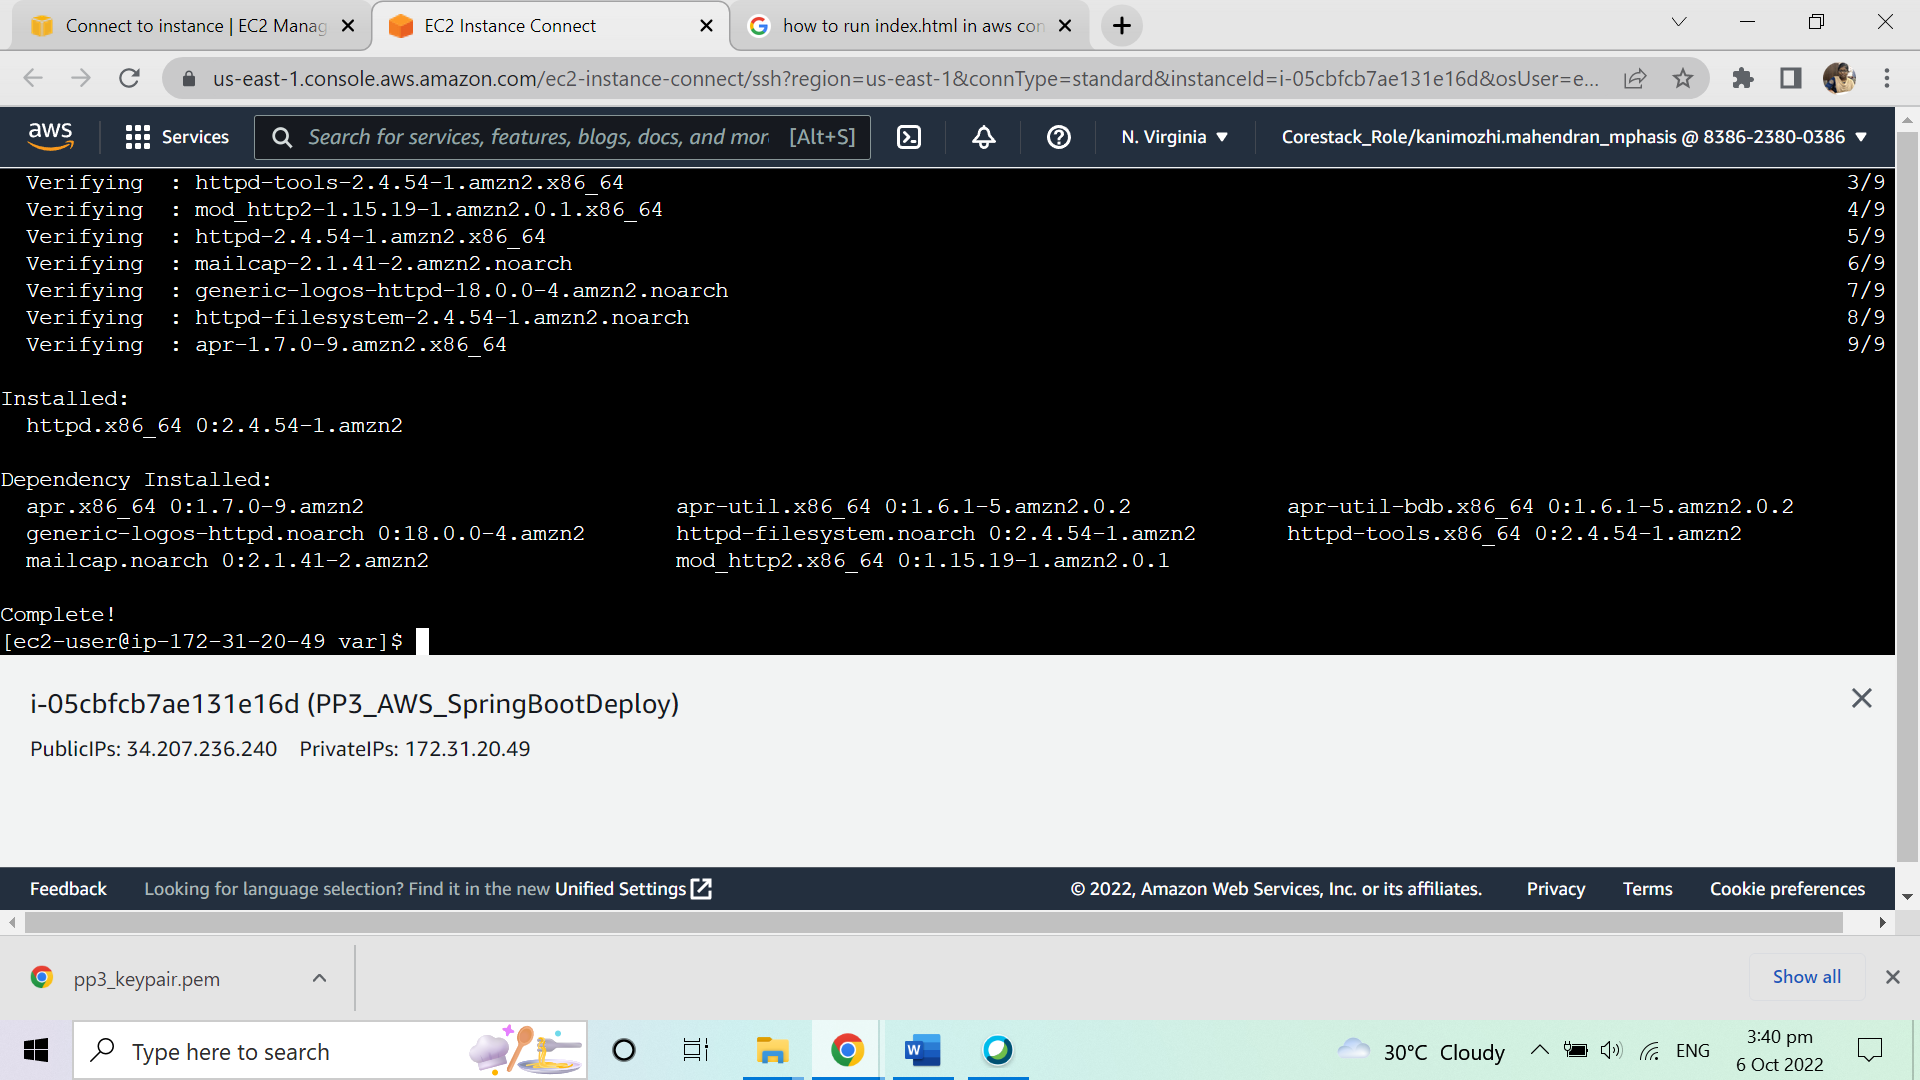 Connect to instance | EC2 Manag
EC2 Instance Connect
how to run index.html in aws con
us-east-1.console.aws.amazon.com/ec2-instance-connect/ssh?region=us-east-1&connType=standard&instanceId=i-05cbfcb7ae131e16d&osUser=e...
aws
Services
Search for services, features, blogs, docs, and mor [Alt+S]
N. Virginia
Corestack_Role/kanimozhi.mahendran_mphasis @ 8386-2380-0386
Verifying : httpd-tools-2.4.54-1.amzn2.x86_64 3/9
Verifying : mod_http2-1.15.19-1.amzn2.0.1.x86_64 4/9
Verifying : httpd-2.4.54-1.amzn2.x86_64 5/9
Verifying : mailcap-2.1.41-2.amzn2.noarch 6/9
Verifying : generic-logos-httpd-18.0.0-4.amzn2.noarch 7/9
Verifying : httpd-filesystem-2.4.54-1.amzn2.noarch 8/9
Verifying : apr-1.7.0-9.amzn2.x86_64 9/9
Installed:
httpd.x86_64 0:2.4.54-1.amzn2
Dependency Installed:
apr.x86_64 0:1.7.0-9.amzn2 apr-util.x86_64 0:1.6.1-5.amzn2.0.2 apr-util-bdb.x86_64 0:1.6.1-5.amzn2.0.2
generic-logos-httpd.noarch 0:18.0.0-4.amzn2 httpd-filesystem.noarch 0:2.4.54-1.amzn2 httpd-tools.x86_64 0:2.4.54-1.amzn2
mailcap.noarch 0:2.1.41-2.amzn2 mod_http2.x86_64 0:1.15.19-1.amzn2.0.1
Complete!
[ec2-user@ip-172-31-20-49 var]$
i-05cbfcb7ae131e16d (PP3_AWS_SpringBootDeploy)
PublicIPs: 34.207.236.240 PrivateIPs: 172.31.20.49
Feedback Looking for language selection? Find it in the new Unified Settings © 2022, Amazon Web Services, Inc. or its affiliates. Privacy Terms Cookie preferences
pp3_keypair.pem
Show all
Type here to search
30°C Cloudy
ENG
3:40 pm
6 Oct 2022